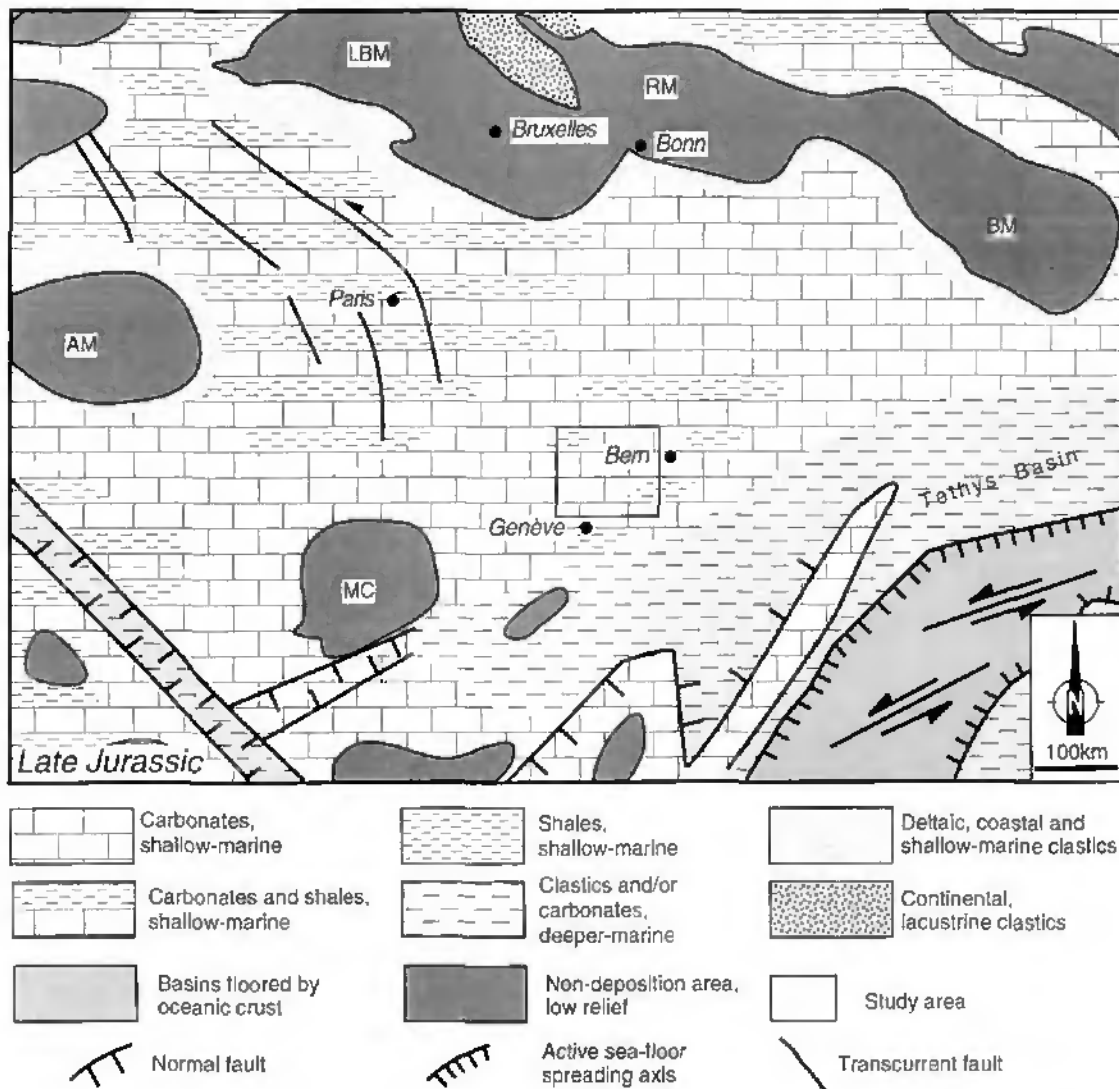 LBM
RM
Bruxelles
Bonn
BM
Paris
AM
Bern
Tethys Basin
Genève
MC
N
100km
Late Jurassic
Carbonates,
shallow-marine
Shales,
shallow-marine
Deltaic, coastal and
shallow-marine clastics
Carbonates and shales,
shallow-marine
Clastics and/or
carbonates,
deeper-marine
Continental,
lacustrine clastics
Basins floored by
oceanic crust
Non-deposition area,
low relief
Study area
Normal fault
Active sea-floor
spreading axis
Transcurrent fault